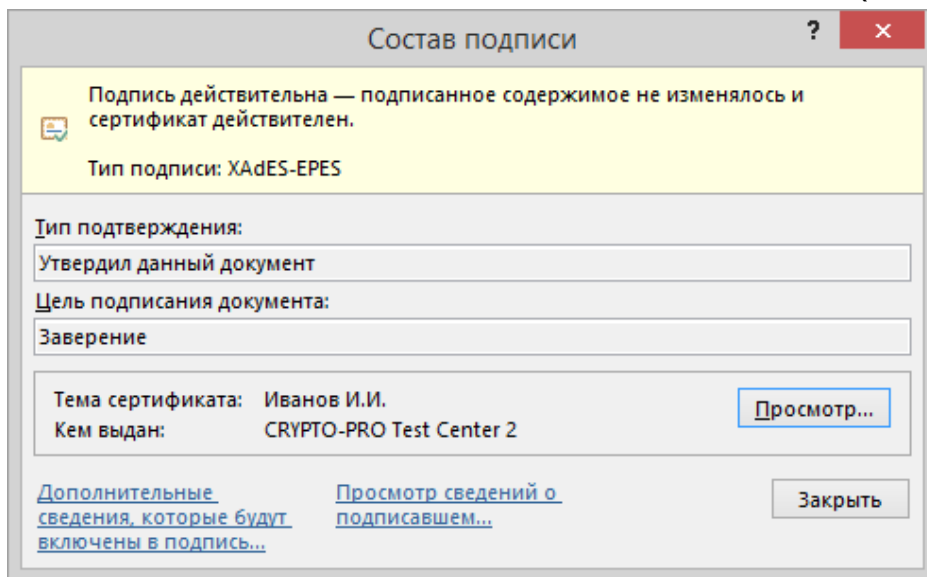 Состав подписи
?
×
Подпись действительна — подписанное содержимое не изменялось и
сертификат действителен.
Тип подписи: XAdES-EPES
Тип подтверждения:
Утвердил данный документ
Цель подписания документа:
Заверение
Тема сертификата: Иванов И.И.
Просмотр...
Кем выдан: CRYPTO-PRO Test Center 2
Дополнительные
сведения, которые будут
включены в подпись...
Просмотр сведений о
подписавшем...
Закрыть